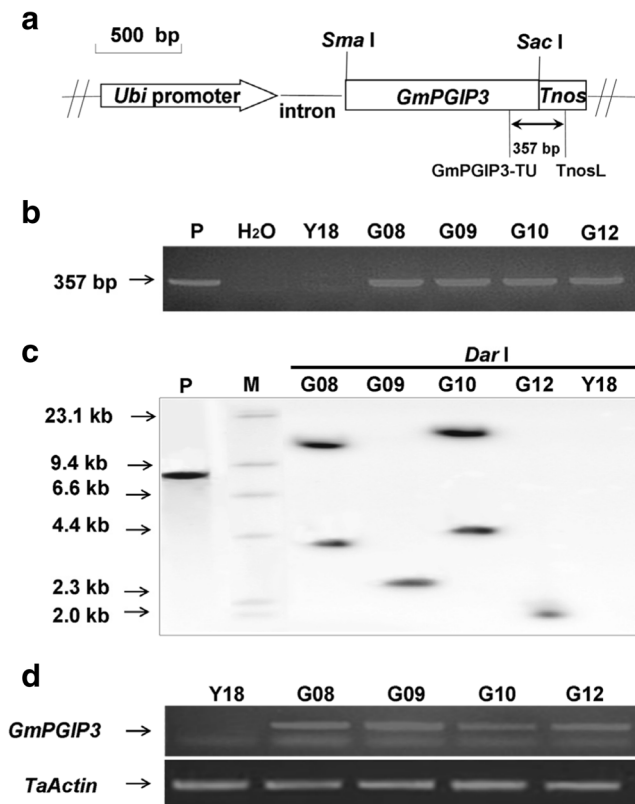 a
500 bp
Sma I
Sac I
Ubi promoter
intron
GmPGIP3
Tnos
357 bp
GmPGIP3-TU
TnosL
b
P H2O Y18 G08 G09 G10 G12
357 bp
c
Dar I
P M G08 G09 G10 G12 Y18
23.1 kb
9.4 kb
6.6 kb
4.4 kb
2.3 kb
2.0 kb
d
Y18 G08 G09 G10 G12
GmPGIP3
TaActin